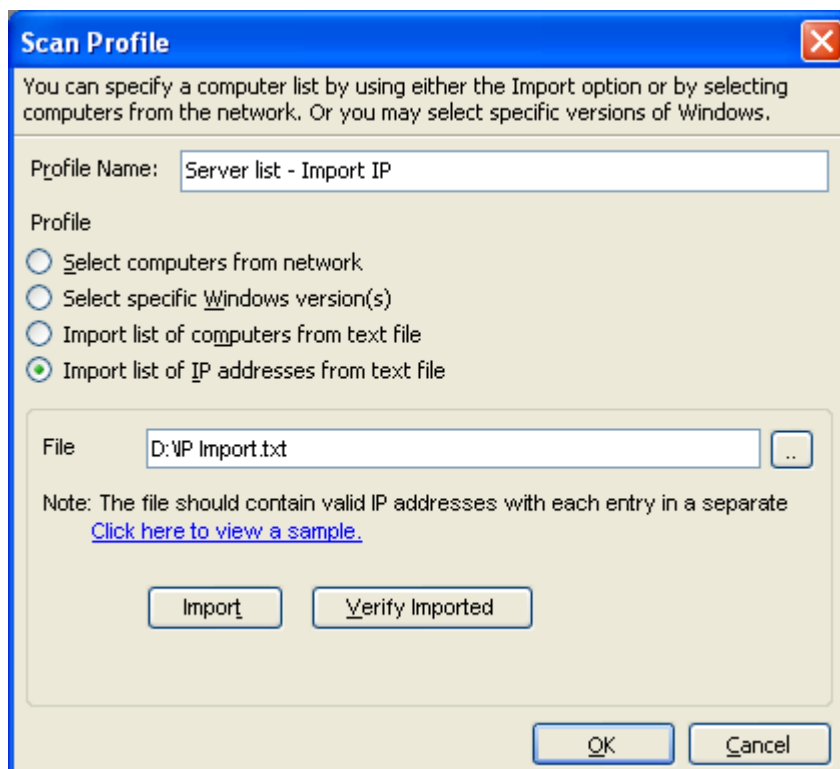 Scan Profile
You can specify a computer list by using either the Import option or by selecting
computers from the network. Or you may select specific versions of Windows.
Profile Name: Server list - Import IP
Profile
Select computers from network
Select specific Windows version(s)
Import list of computers from text file
Import list of IP addresses from text file
File D:\IP Import.txt ..
Note: The file should contain valid IP addresses with each entry in a separate
Click here to view a sample.
Import Verify Imported
OK Cancel